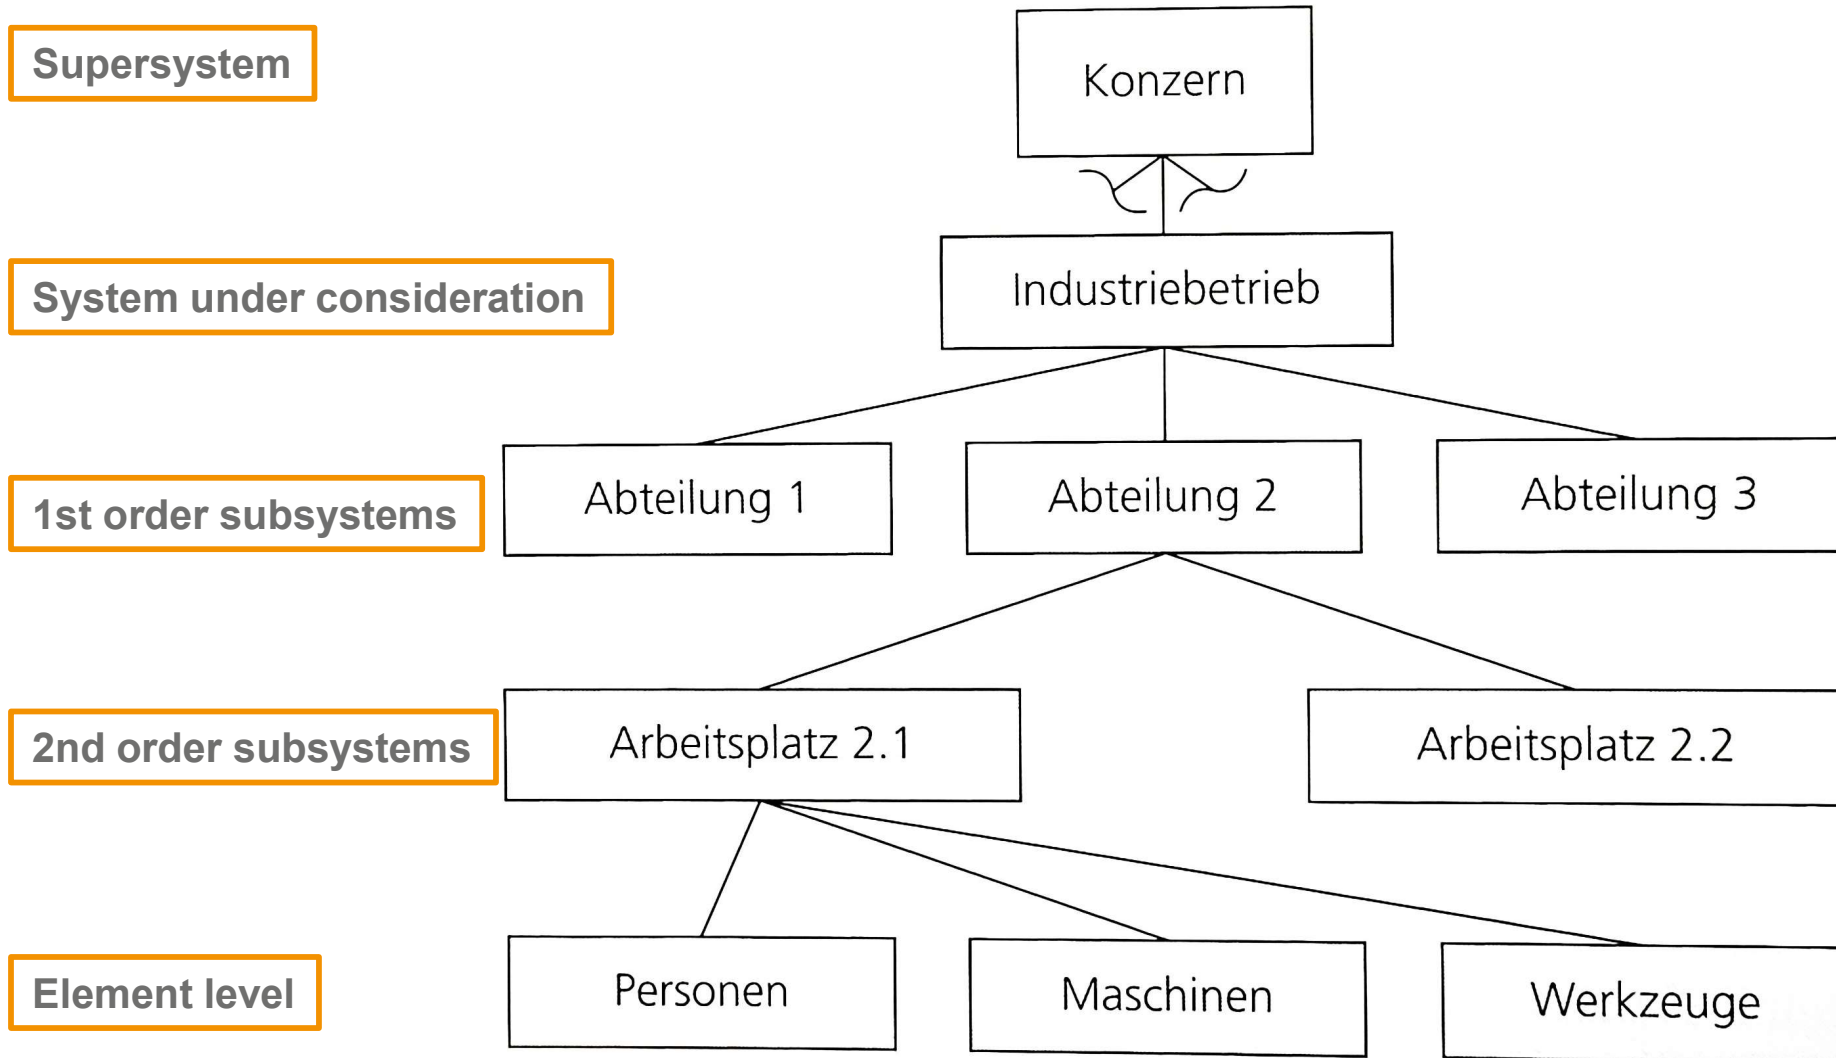 Supersystem
Konzern
System under consideration
Industriebetrieb
1st order subsystems
Abteilung 1
Abteilung 2
Abteilung 3
2nd order subsystems
Arbeitsplatz 2.1
Arbeitsplatz 2.2
Element level
Personen
Maschinen
Werkzeuge